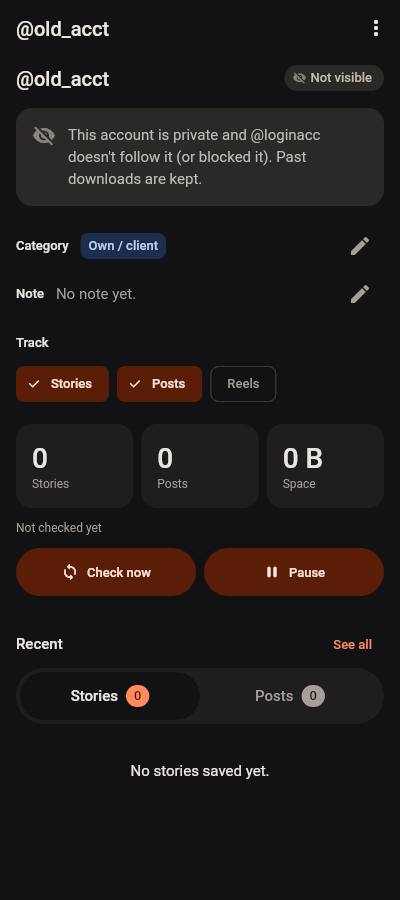 @old_acct
@old_acct
Not visible
This account is private and @loginacc
doesn't follow it (or blocked it). Past
downloads are kept.
Category
Own / client
Note
No note yet.
Track
Stories
Posts
Reels
0
Stories
0
Posts
0 B
Space
Not checked yet
Check now
Pause
Recent
See all
Stories
0
Posts
0
No stories saved yet.